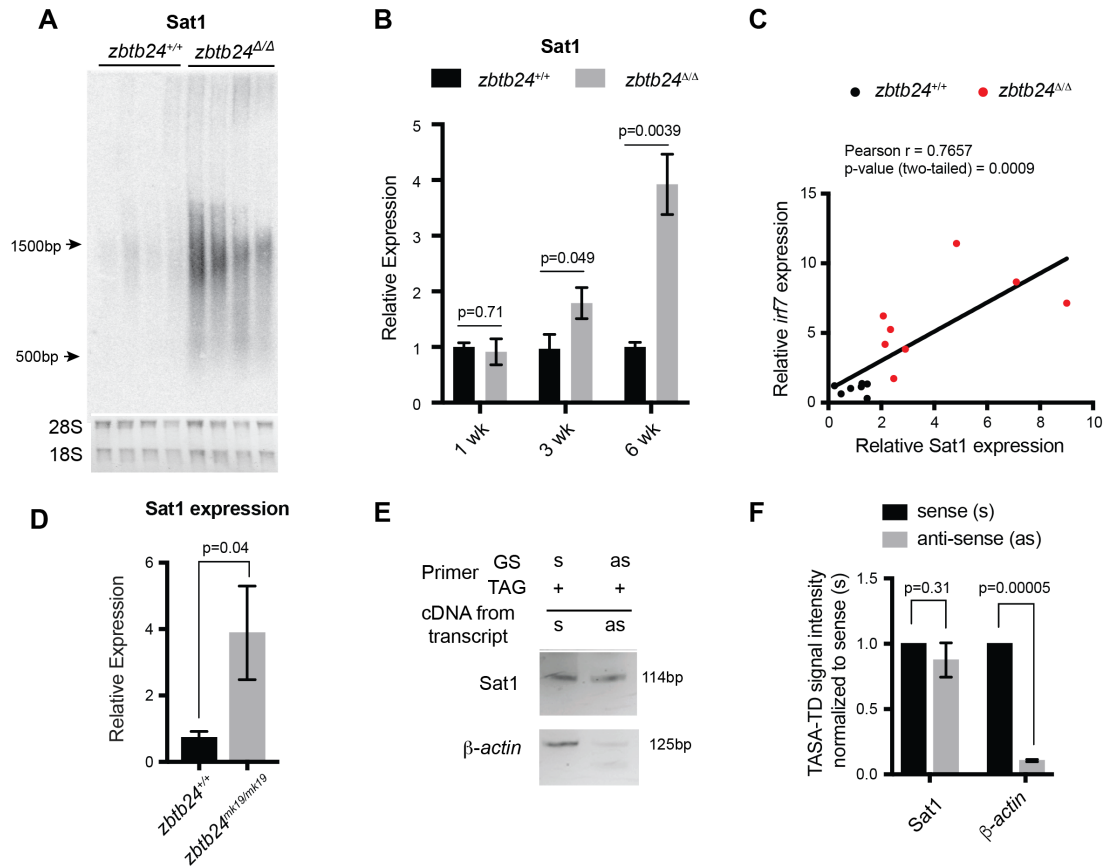 A
Sat1
zbtb24+/+ zbtb24Δ/Δ
1500bp
500bp
28S
18S
B
Sat1
zbtb24+/+ zbtb24Δ/Δ
Relative Expression
5
4
3
2
1
0
p=0.71
p=0.049
p=0.0039
1 wk
3 wk
6 wk
C
zbtb24+/+ zbtb24Δ/Δ
Pearson r = 0.7657
p-value (two-tailed) = 0.0009
Relative irf7 expression
15
10
5
0
0 2 4 6 8 10
Relative Sat1 expression
D
Sat1 expression
p=0.04
Relative Expression
6
4
2
0
zbtb24+/+
zbtb24mk19/mk19
E
Primer GS s as
TAG + +
cDNA from
transcript s as
Sat1 114bp
β-actin 125bp
F
sense (s)
anti-sense (as)
TASA-TD signal intensity
normalized to sense (s)
1.5
1.0
0.5
0.0
p=0.31
p=0.00005
Sat1
β-actin